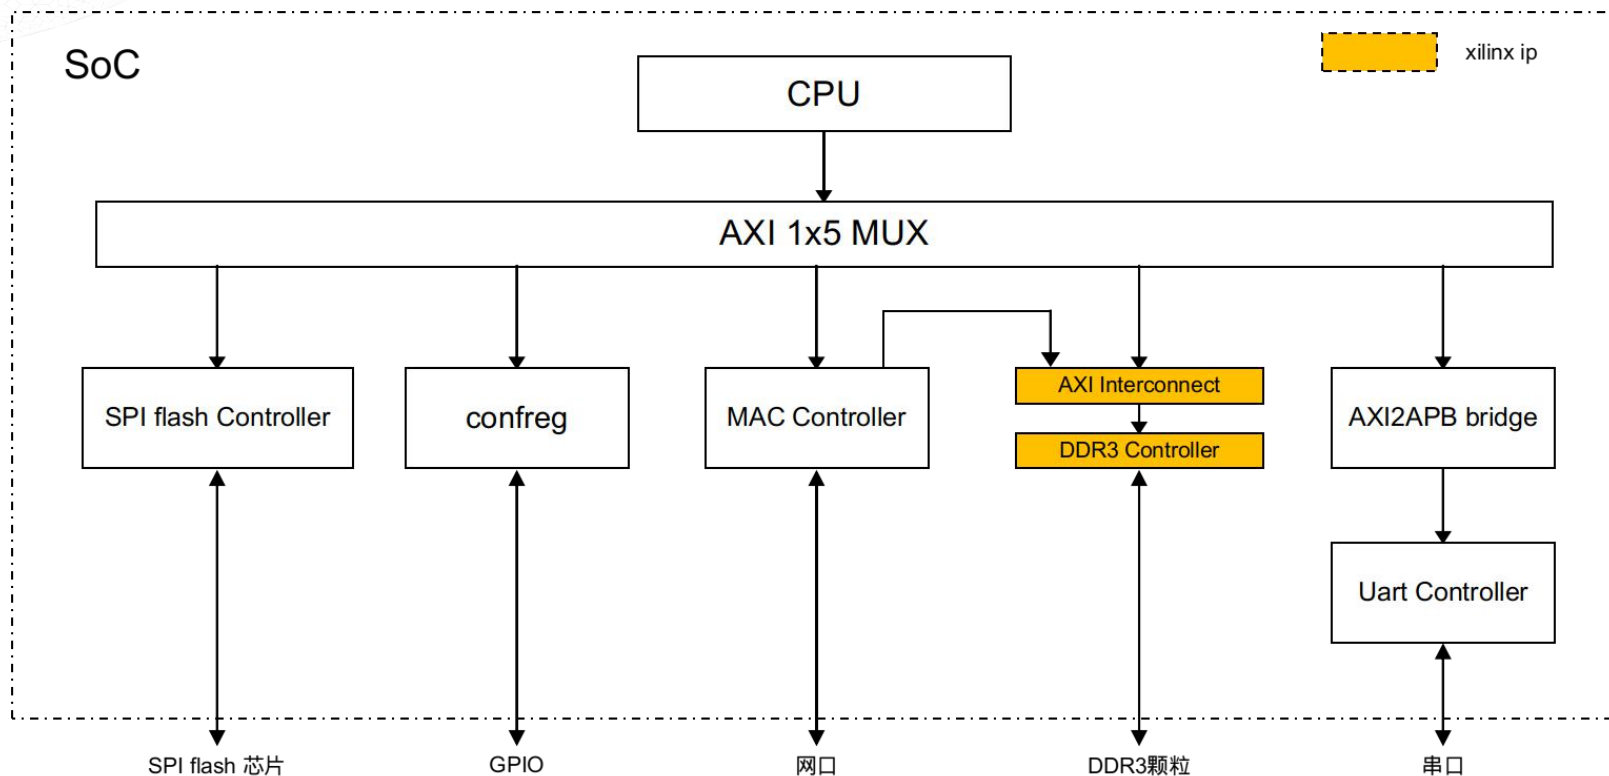 SoC
xilinx ip
CPU
AXI 1x5 MUX
SPI flash Controller
confreg
MAC Controller
AXI Interconnect
DDR3 Controller
AXI2APB bridge
Uart Controller
SPI flash 芯片
GPIO
网口
DDR3颗粒
串口